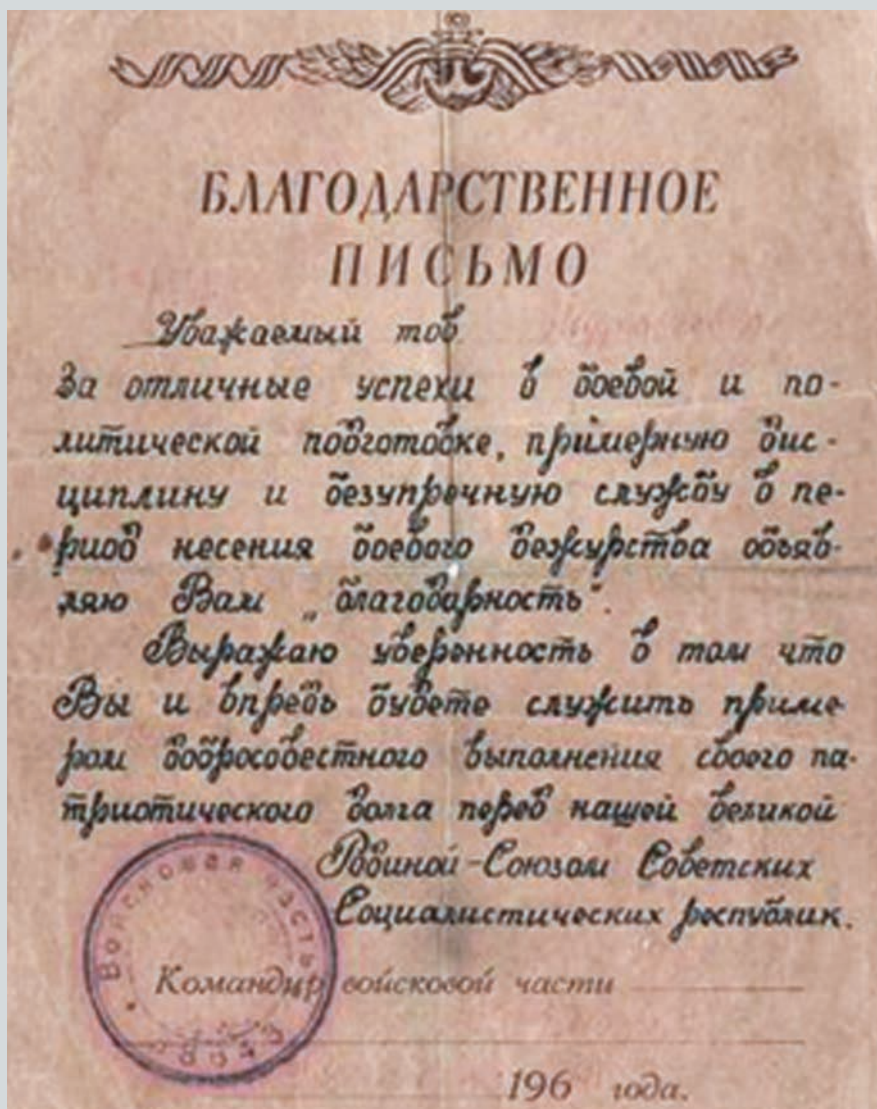 БЛАГОДАРСТВЕННОЕ
ПИСЬМО
Уважаемый тов
За отличные успехи в боевой и по-
литической подготовке, примерную дис-
циплину и безупречную службу в пе-
риод несения боевого дежурства объяв-
ляю Вам „благодарность".
Выражаю уверенность в том что
Вы и впредь будете служить приме-
ром добросовестного выполнения своего па-
триотического долга перед нашей великой
Родиной-Союзом Советских
Социалистических республик.
Войсковая часть
Командир войсковой части
196 года.